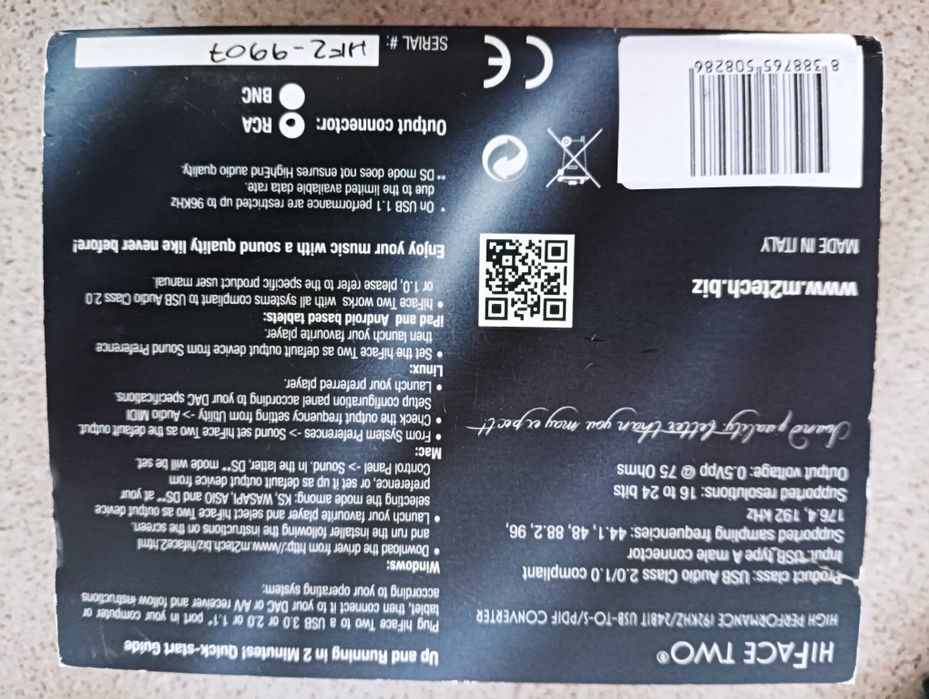 HIFACE TWO®
HIGH PERFORMANCE 192KHZ/24BIT USB-TO-S/PDIF CONVERTER
Product class: USB Audio Class 2.0/1.0 compliant
Input: USB type A male connector
Supported sampling frequencies: 44.1, 48, 88.2, 96,
176.4, 192 kHz
Supported resolutions: 16 to 24 bits
Output voltage: 0.5Vpp @ 75 Ohms
Sound quality better than you may expect!
www.m2tech.biz
MADE IN ITALY
8 388765 508286
CE
Up and Running in 2 Minutes! Quick-start Guide
Plug hiFace Two to a USB 3.0 or 2.0 or 1.1* port in your computer or
tablet, then connect it to your DAC or A/V receiver and follow instructions
according to your operating system:
Windows:
• Download the driver from http://www.m2tech.biz/hiface2.html
and run the installer following the instructions on the screen.
• Launch your favourite player and select hiFace Two as output device
selecting the mode among: KS, WASAPI, ASIO and DS** at your
preference, or set it up as default output device from
Control Panel -> Sound. In the latter, DS** mode will be set.
Mac:
• From System Preferences -> Sound set hiFace Two as the default output.
• Check the output frequency setting from Utility -> Audio MIDI
Setup configuration panel according to your DAC specifications.
• Launch your preferred player.
Linux:
• Set the hiFace Two as default output device from Sound Preference
then launch your favourite player.
iPad and Android based tablets:
• hiFace Two works with all systems compliant to USB Audio Class 2.0
or 1.0, please refer to the specific product user manual.
Enjoy your music with a sound quality like never before!
* On USB 1.1 performance are restricted up to 96KHz
due to the limited available data rate.
** DS mode does not ensures HighEnd audio quality.
Output connector: RCA
BNC
SERIAL #: HF2-9907